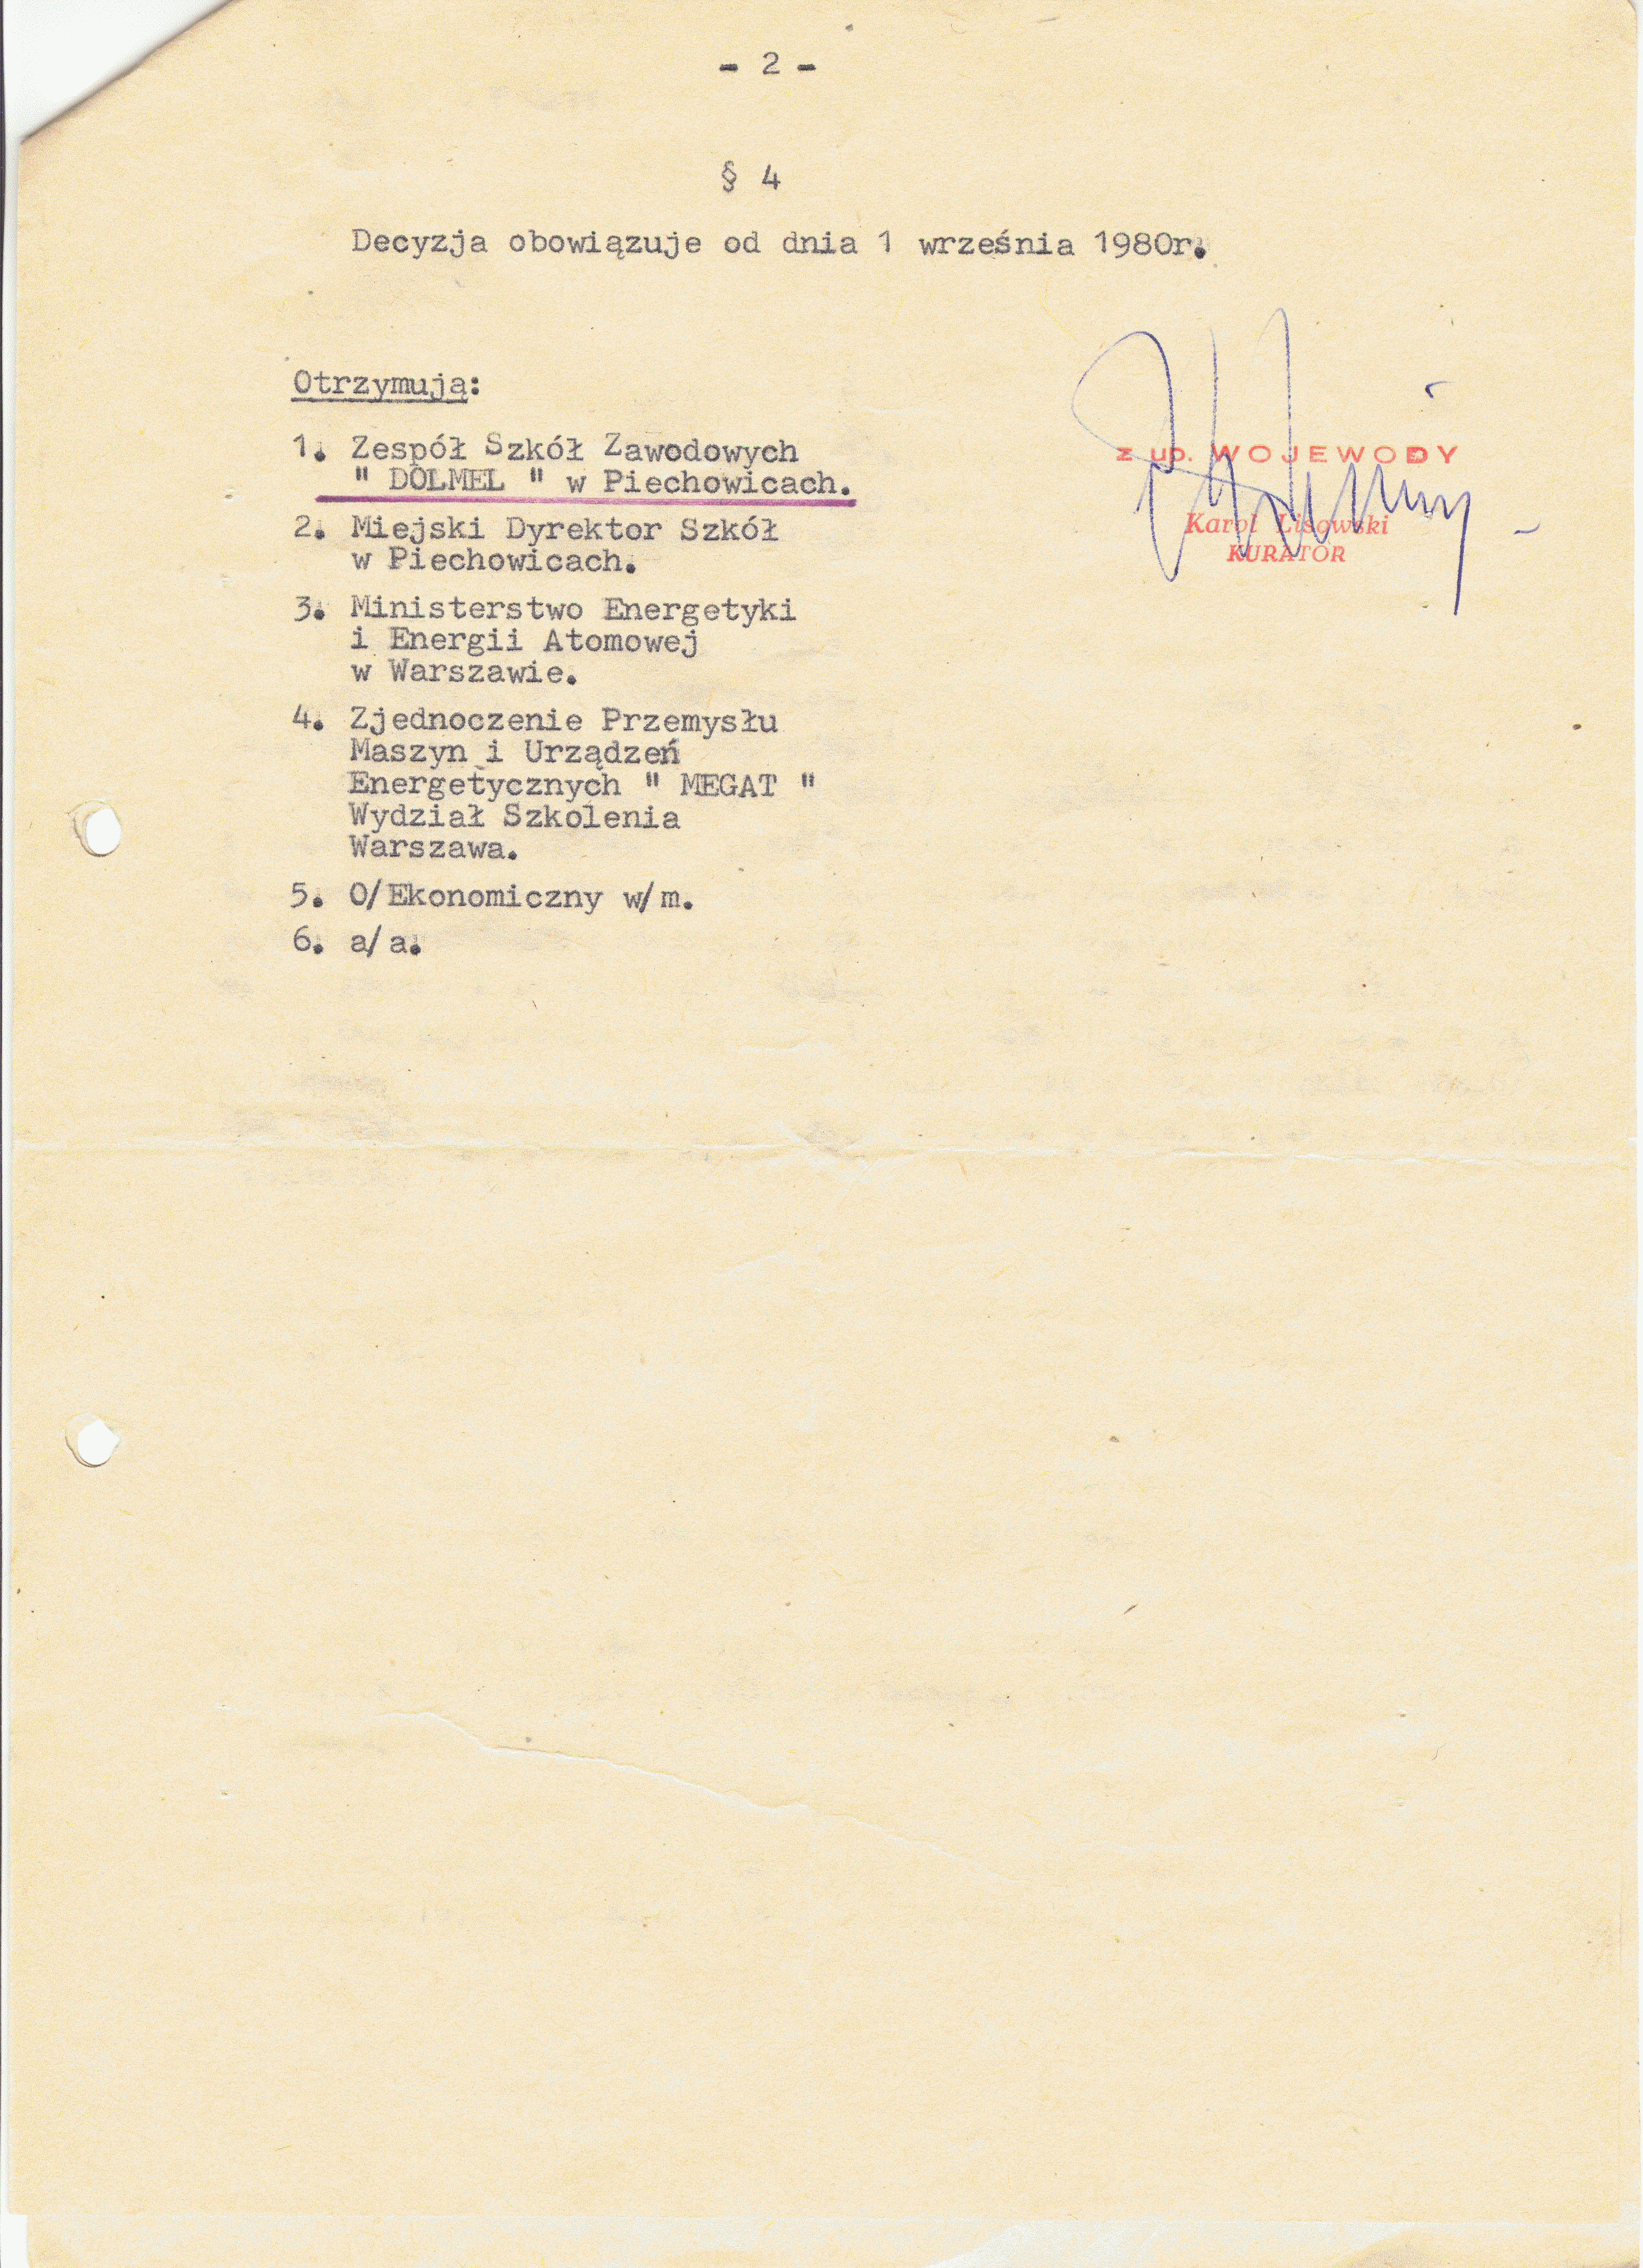 - 2 -
§ 4
Decyzja obowiązuje od dnia 1 września 1980r.
Otrzymują:
1. Zespół Szkół Zawodowych
" DOLMEL " w Piechowicach.
2. Miejski Dyrektor Szkół
w Piechowicach.
3. Ministerstwo Energetyki
i Energii Atomowej
w Warszawie.
4. Zjednoczenie Przemysłu
Maszyn i Urządzeń
Energetycznych " MEGAT "
Wydział Szkolenia
Warszawa.
5. O/Ekonomiczny w/m.
6. a/a.
z up. WOJEWODY
Karol Lisowski
KURATOR